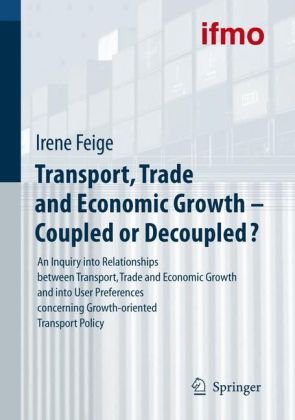 ifmo
Irene Feige
Transport, Trade
and Economic Growth –
Coupled or Decoupled?
An Inquiry into Relationships
between Transport, Trade and Economic Growth
and into User Preferences
concerning Growth-oriented
Transport Policy
Springer